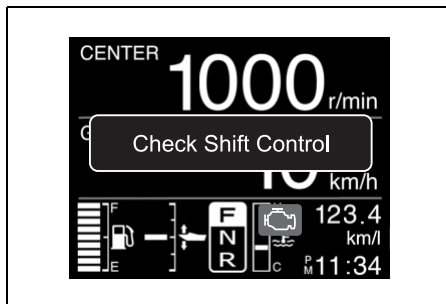 CENTER
1000 r/min
G
Check Shift Control
km/h
F
E
F
N
R
C
123.4
km/l
PM 11:34